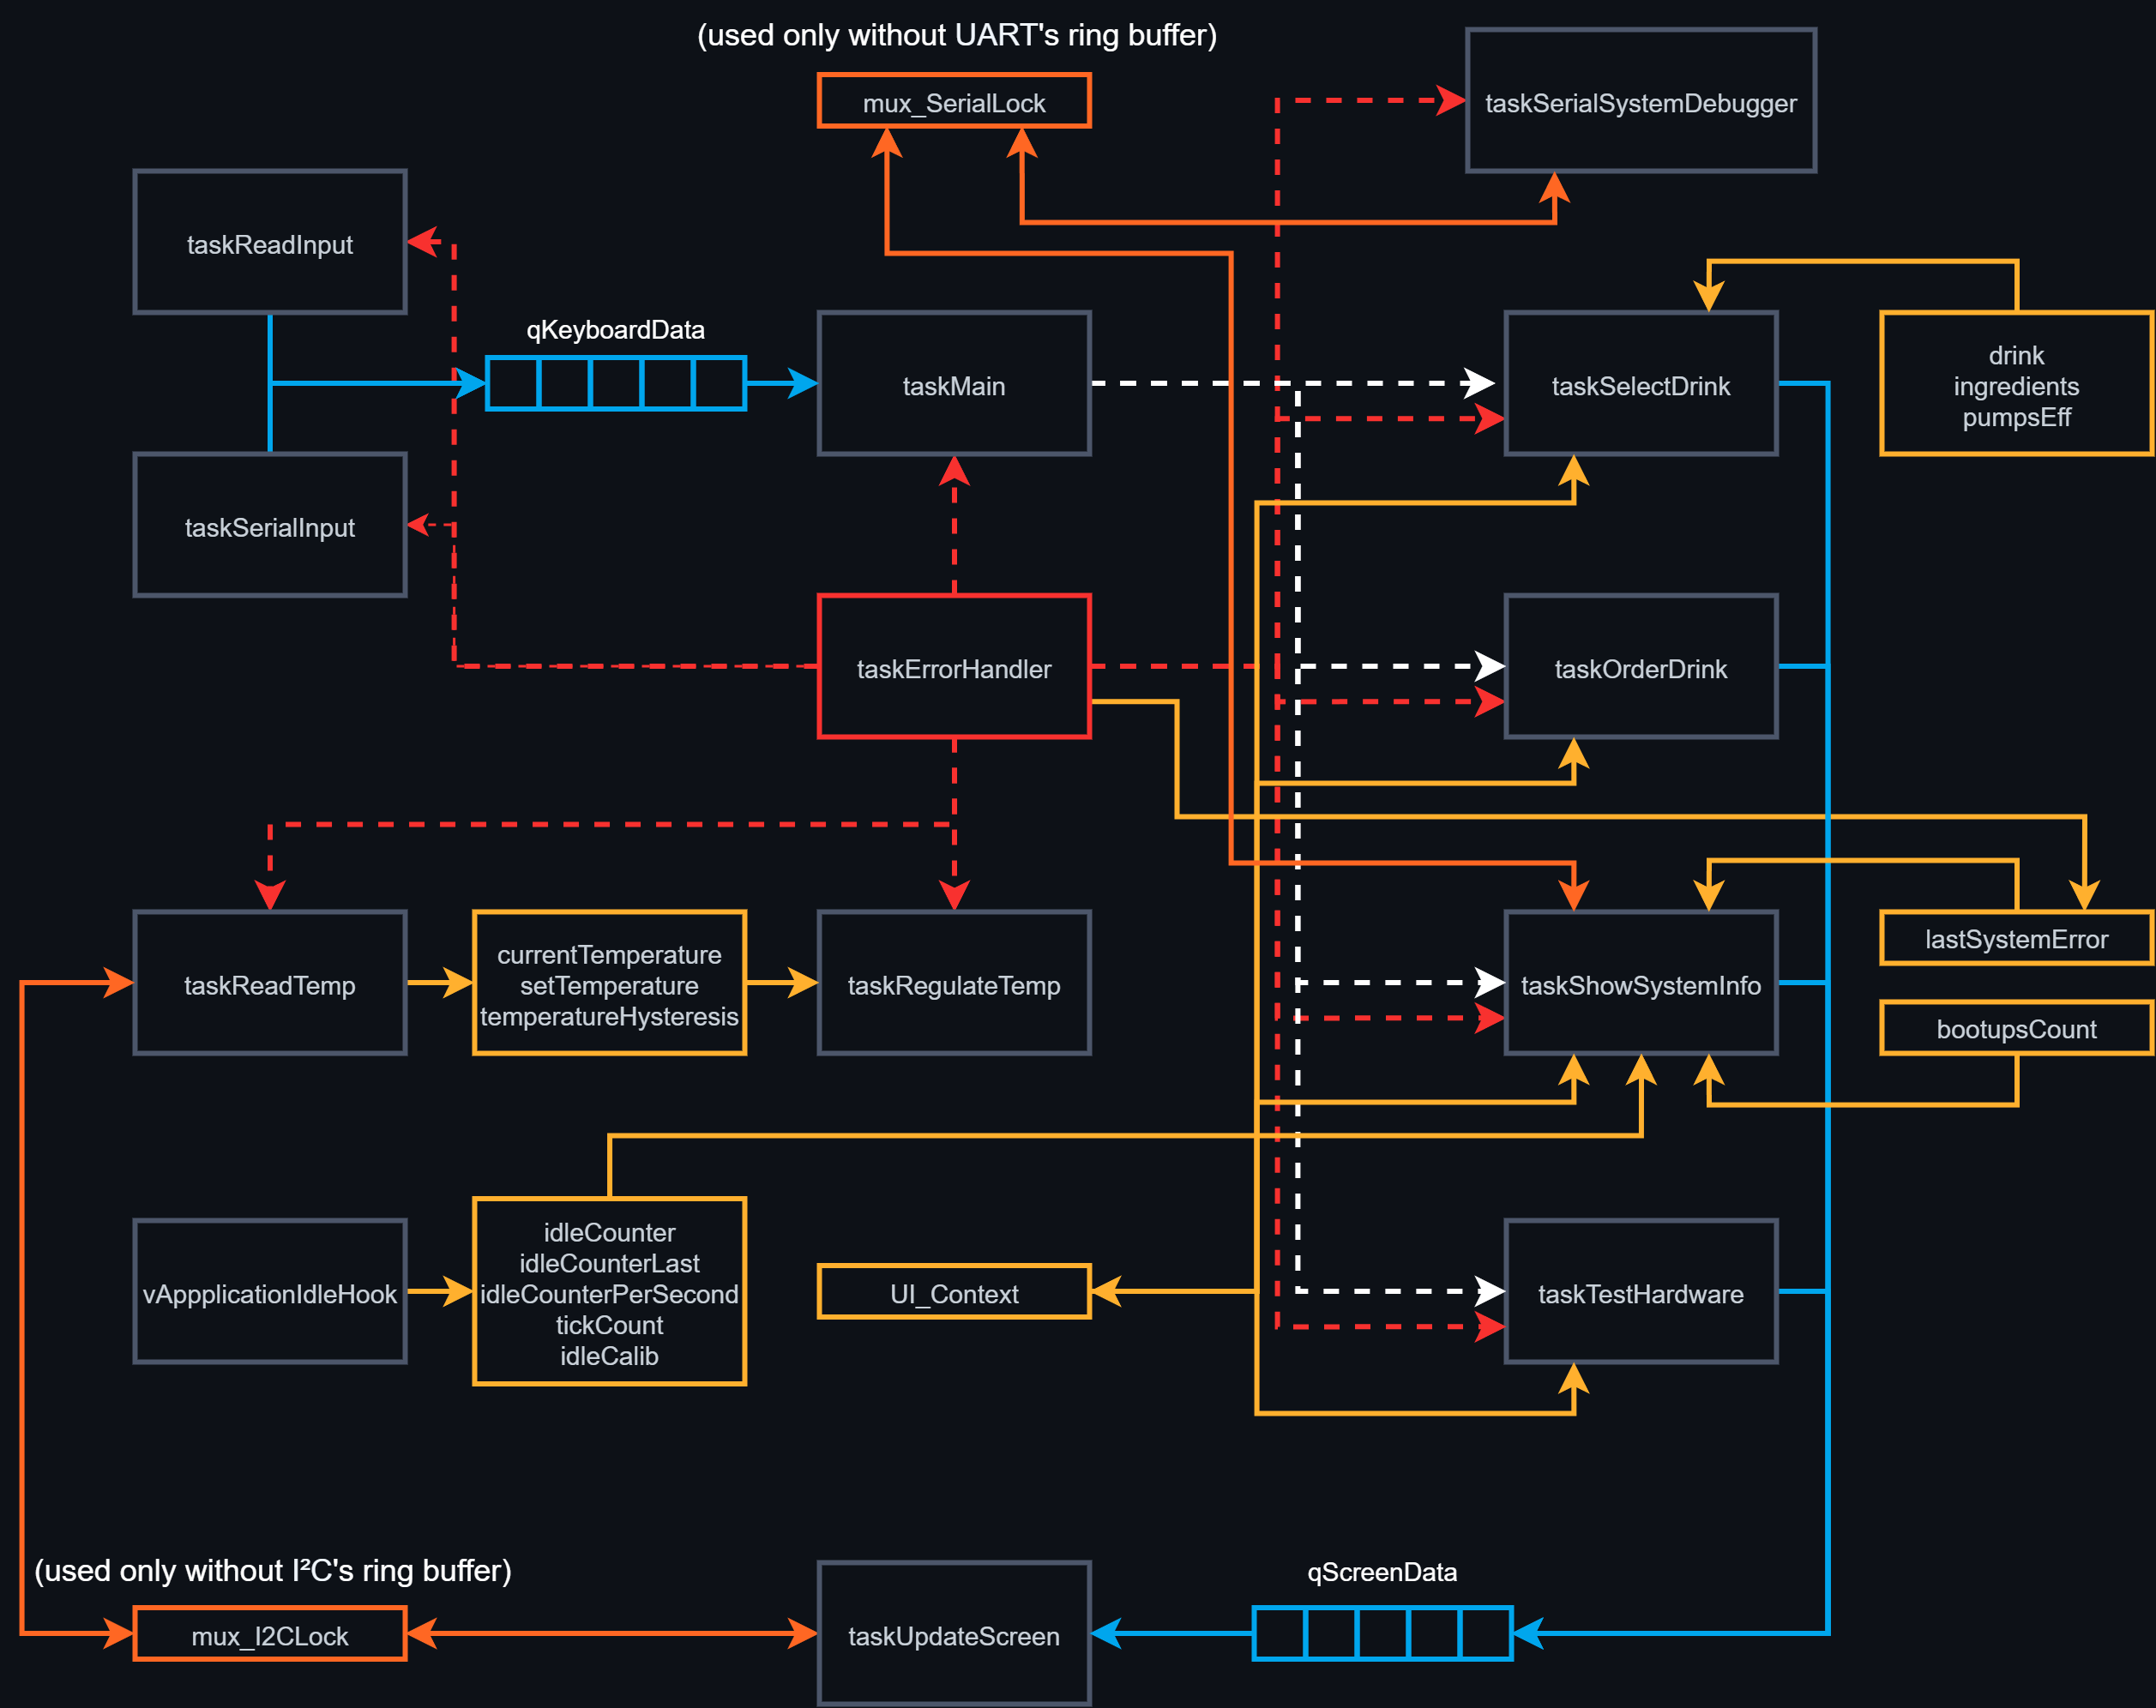 (used only without UART's ring buffer)
mux_SerialLock
taskSerialSystemDebugger
taskReadInput
qKeyboardData
taskMain
taskSelectDrink
drink
ingredients
pumpsEff
taskSerialInput
taskErrorHandler
taskOrderDrink
taskReadTemp
currentTemperature
setTemperature
temperatureHysteresis
taskRegulateTemp
taskShowSystemInfo
lastSystemError
bootupsCount
vAppplicationIdleHook
idleCounter
idleCounterLast
idleCounterPerSecond
tickCount
idleCalib
UI_Context
taskTestHardware
(used only without I²C's ring buffer)
mux_I2CLock
taskUpdateScreen
qScreenData